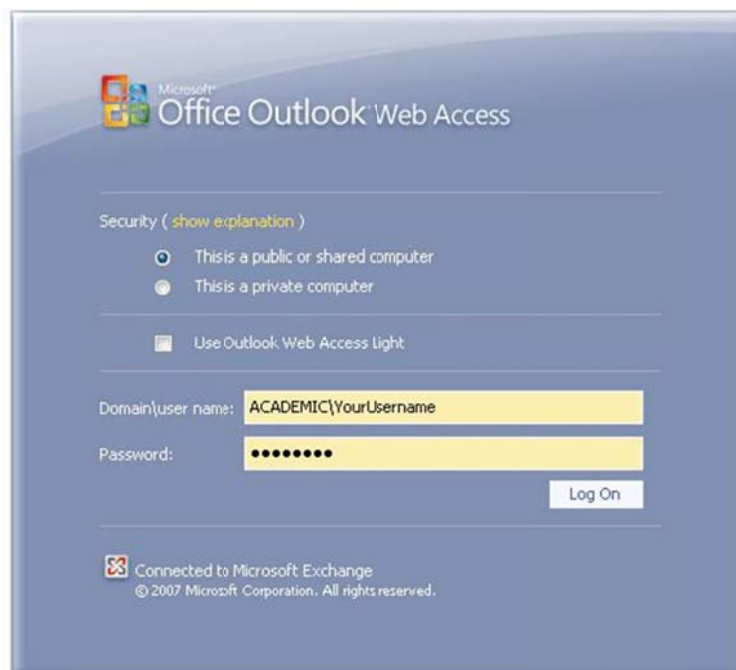 Microsoft®
Office Outlook Web Access
Security ( show explanation )
This is a public or shared computer
This is a private computer
Use Outlook Web Access Light
Domain\user name: ACADEMIC\YourUsername
Password: ●●●●●●●●
Log On
Connected to Microsoft Exchange
© 2007 Microsoft Corporation. All rights reserved.